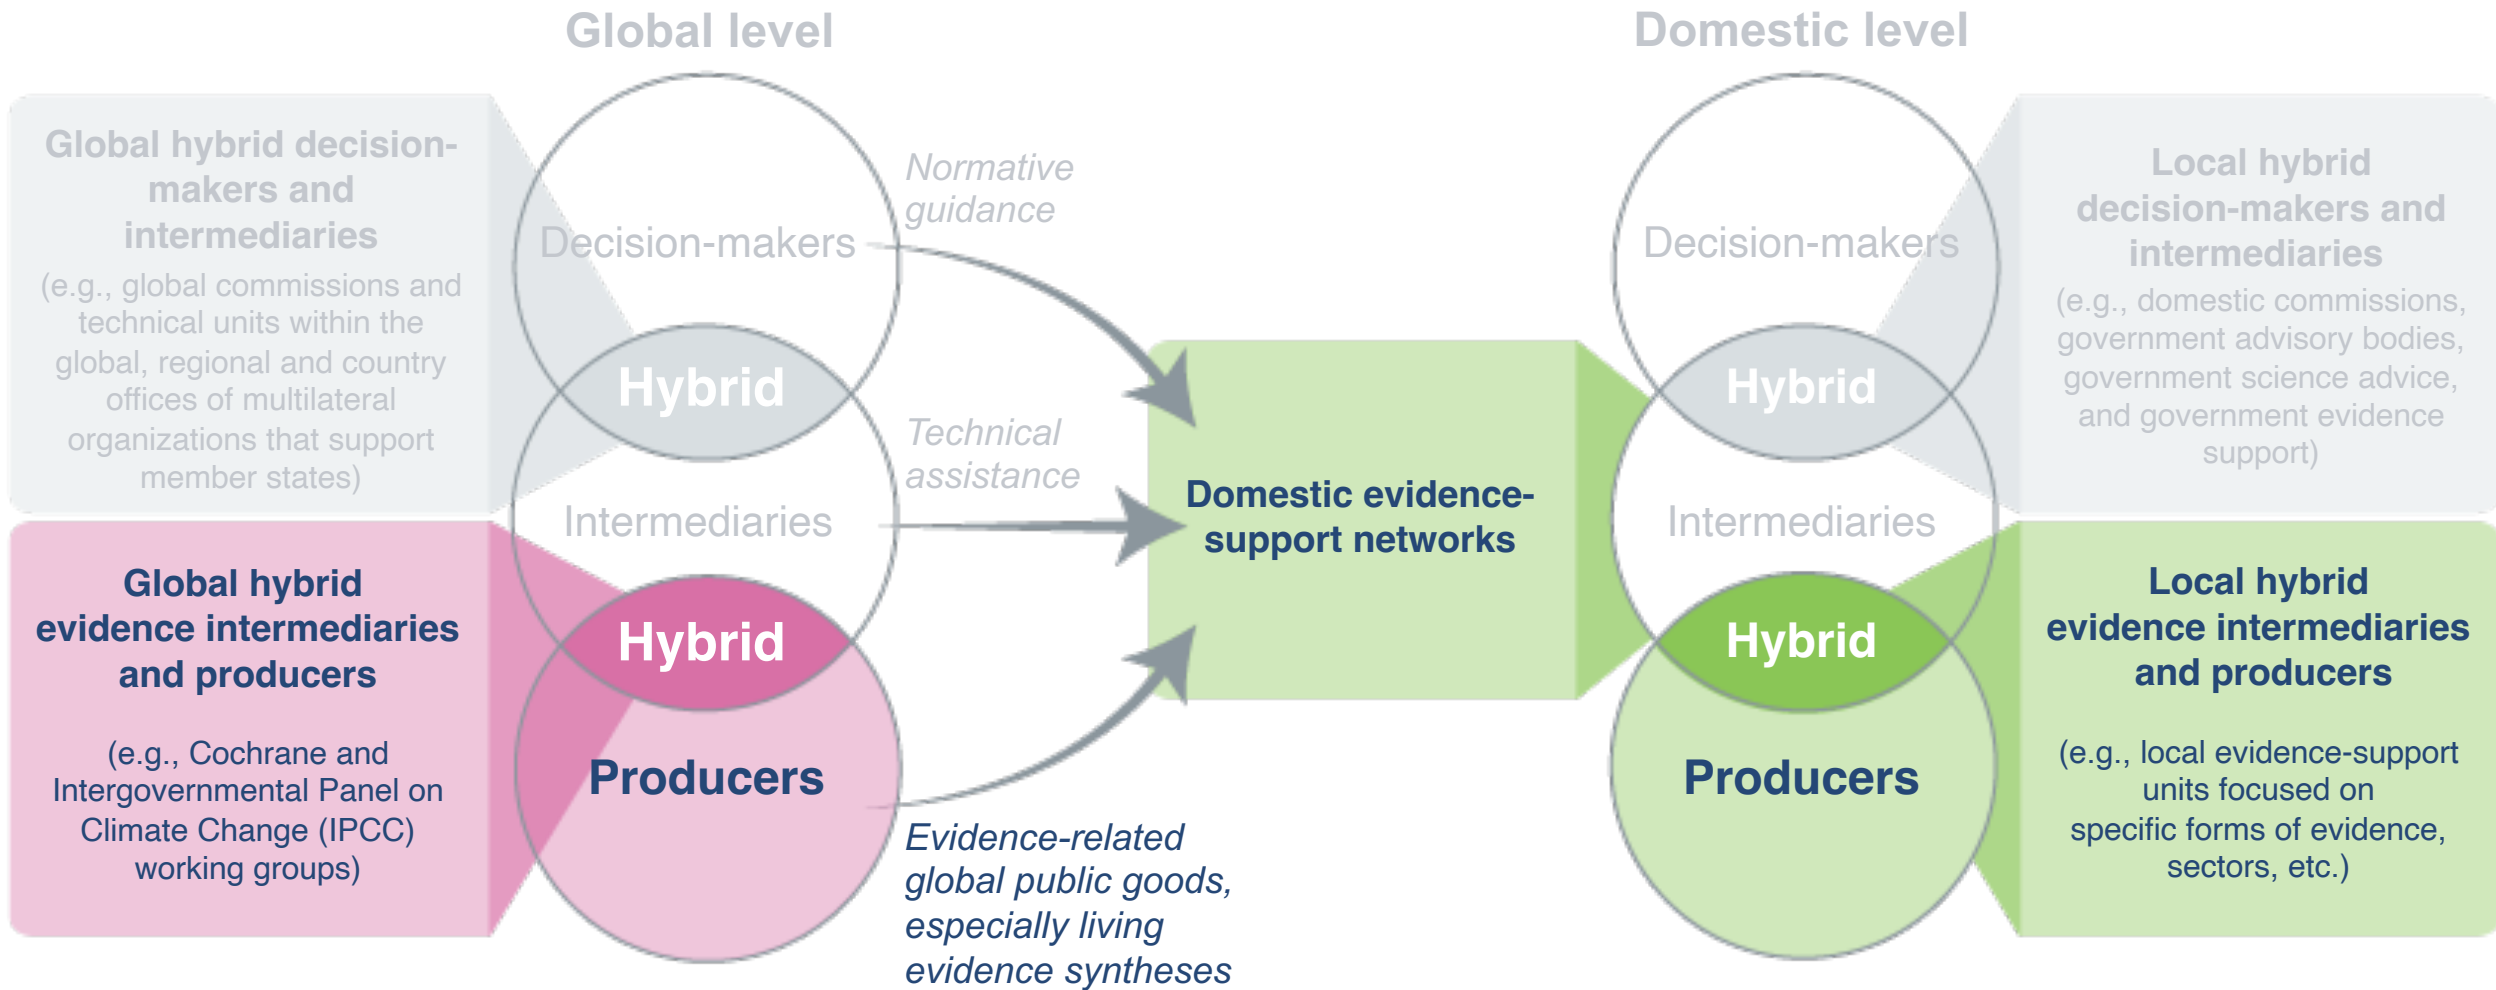 Global level
Domestic level
Global hybrid decision-
makers and
intermediaries
(e.g., global commissions and
technical units within the
global, regional and country
offices of multilateral
organizations that support
member states)
Global hybrid
evidence intermediaries
and producers
(e.g., Cochrane and
Intergovernmental Panel on
Climate Change (IPCC)
working groups)
Decision-makers
Hybrid
Intermediaries
Hybrid
Producers
Normative
guidance
Technical
assistance
Evidence-related
global public goods,
especially living
evidence syntheses
Domestic evidence-
support networks
Decision-makers
Hybrid
Intermediaries
Hybrid
Producers
Local hybrid
decision-makers and
intermediaries
(e.g., domestic commissions,
government advisory bodies,
government science advice,
and government evidence
support)
Local hybrid
evidence intermediaries
and producers
(e.g., local evidence-support
units focused on
specific forms of evidence,
sectors, etc.)